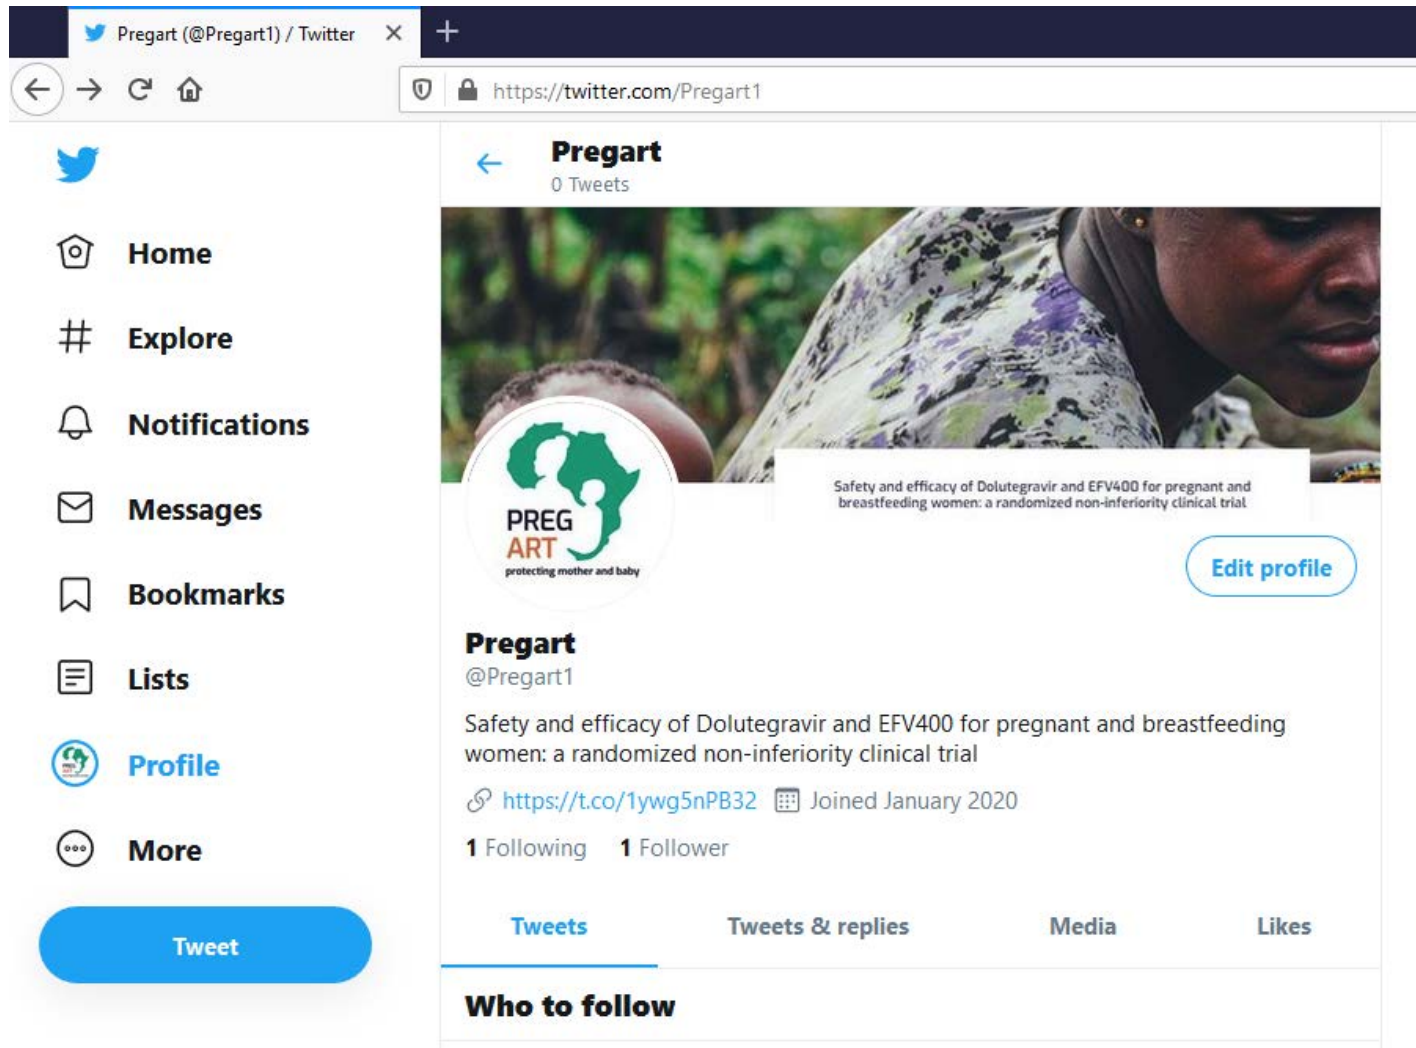 Pregart (@Pregart1) / Twitter
https://twitter.com/Pregart1
Pregart
0 Tweets
Home
Explore
Notifications
Messages
Bookmarks
Lists
Profile
More
Tweet
Safety and efficacy of Dolutegravir and EFV400 for pregnant and
breastfeeding women: a randomized non-inferiority clinical trial
PREG
ART
protecting mother and baby
Edit profile
Pregart
@Pregart1
Safety and efficacy of Dolutegravir and EFV400 for pregnant and breastfeeding
women: a randomized non-inferiority clinical trial
https://t.co/1ywg5nPB32 Joined January 2020
1 Following 1 Follower
Tweets Tweets & replies Media Likes
Who to follow